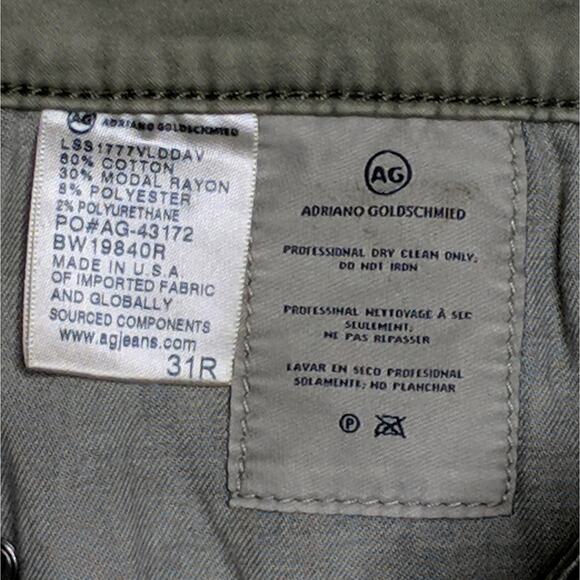 AG ADRIANO GOLDSCHMIED
LSS1777YLDDAV
60% COTTON
30% MODAL RAYON
8% POLYESTER
2% POLYURETHANE
PO#AG-43172
BW19840R
MADE IN U.S.A.
OF IMPORTED FABRIC
AND GLOBALLY
SOURCED COMPONENTS
www.agjeans.com
31R
AG
ADRIANO GOLDSCHMIED
PROFESSIONAL DRY CLEAN ONLY.
DO NOT IRON
PROFESSINAL NETTOYAGE À SEC
SEULEMENT,
NE PAS REPASSER
LAVAR EN SECO PROFESIONAL
SOLAMENTE; NO PLANCHAR
P